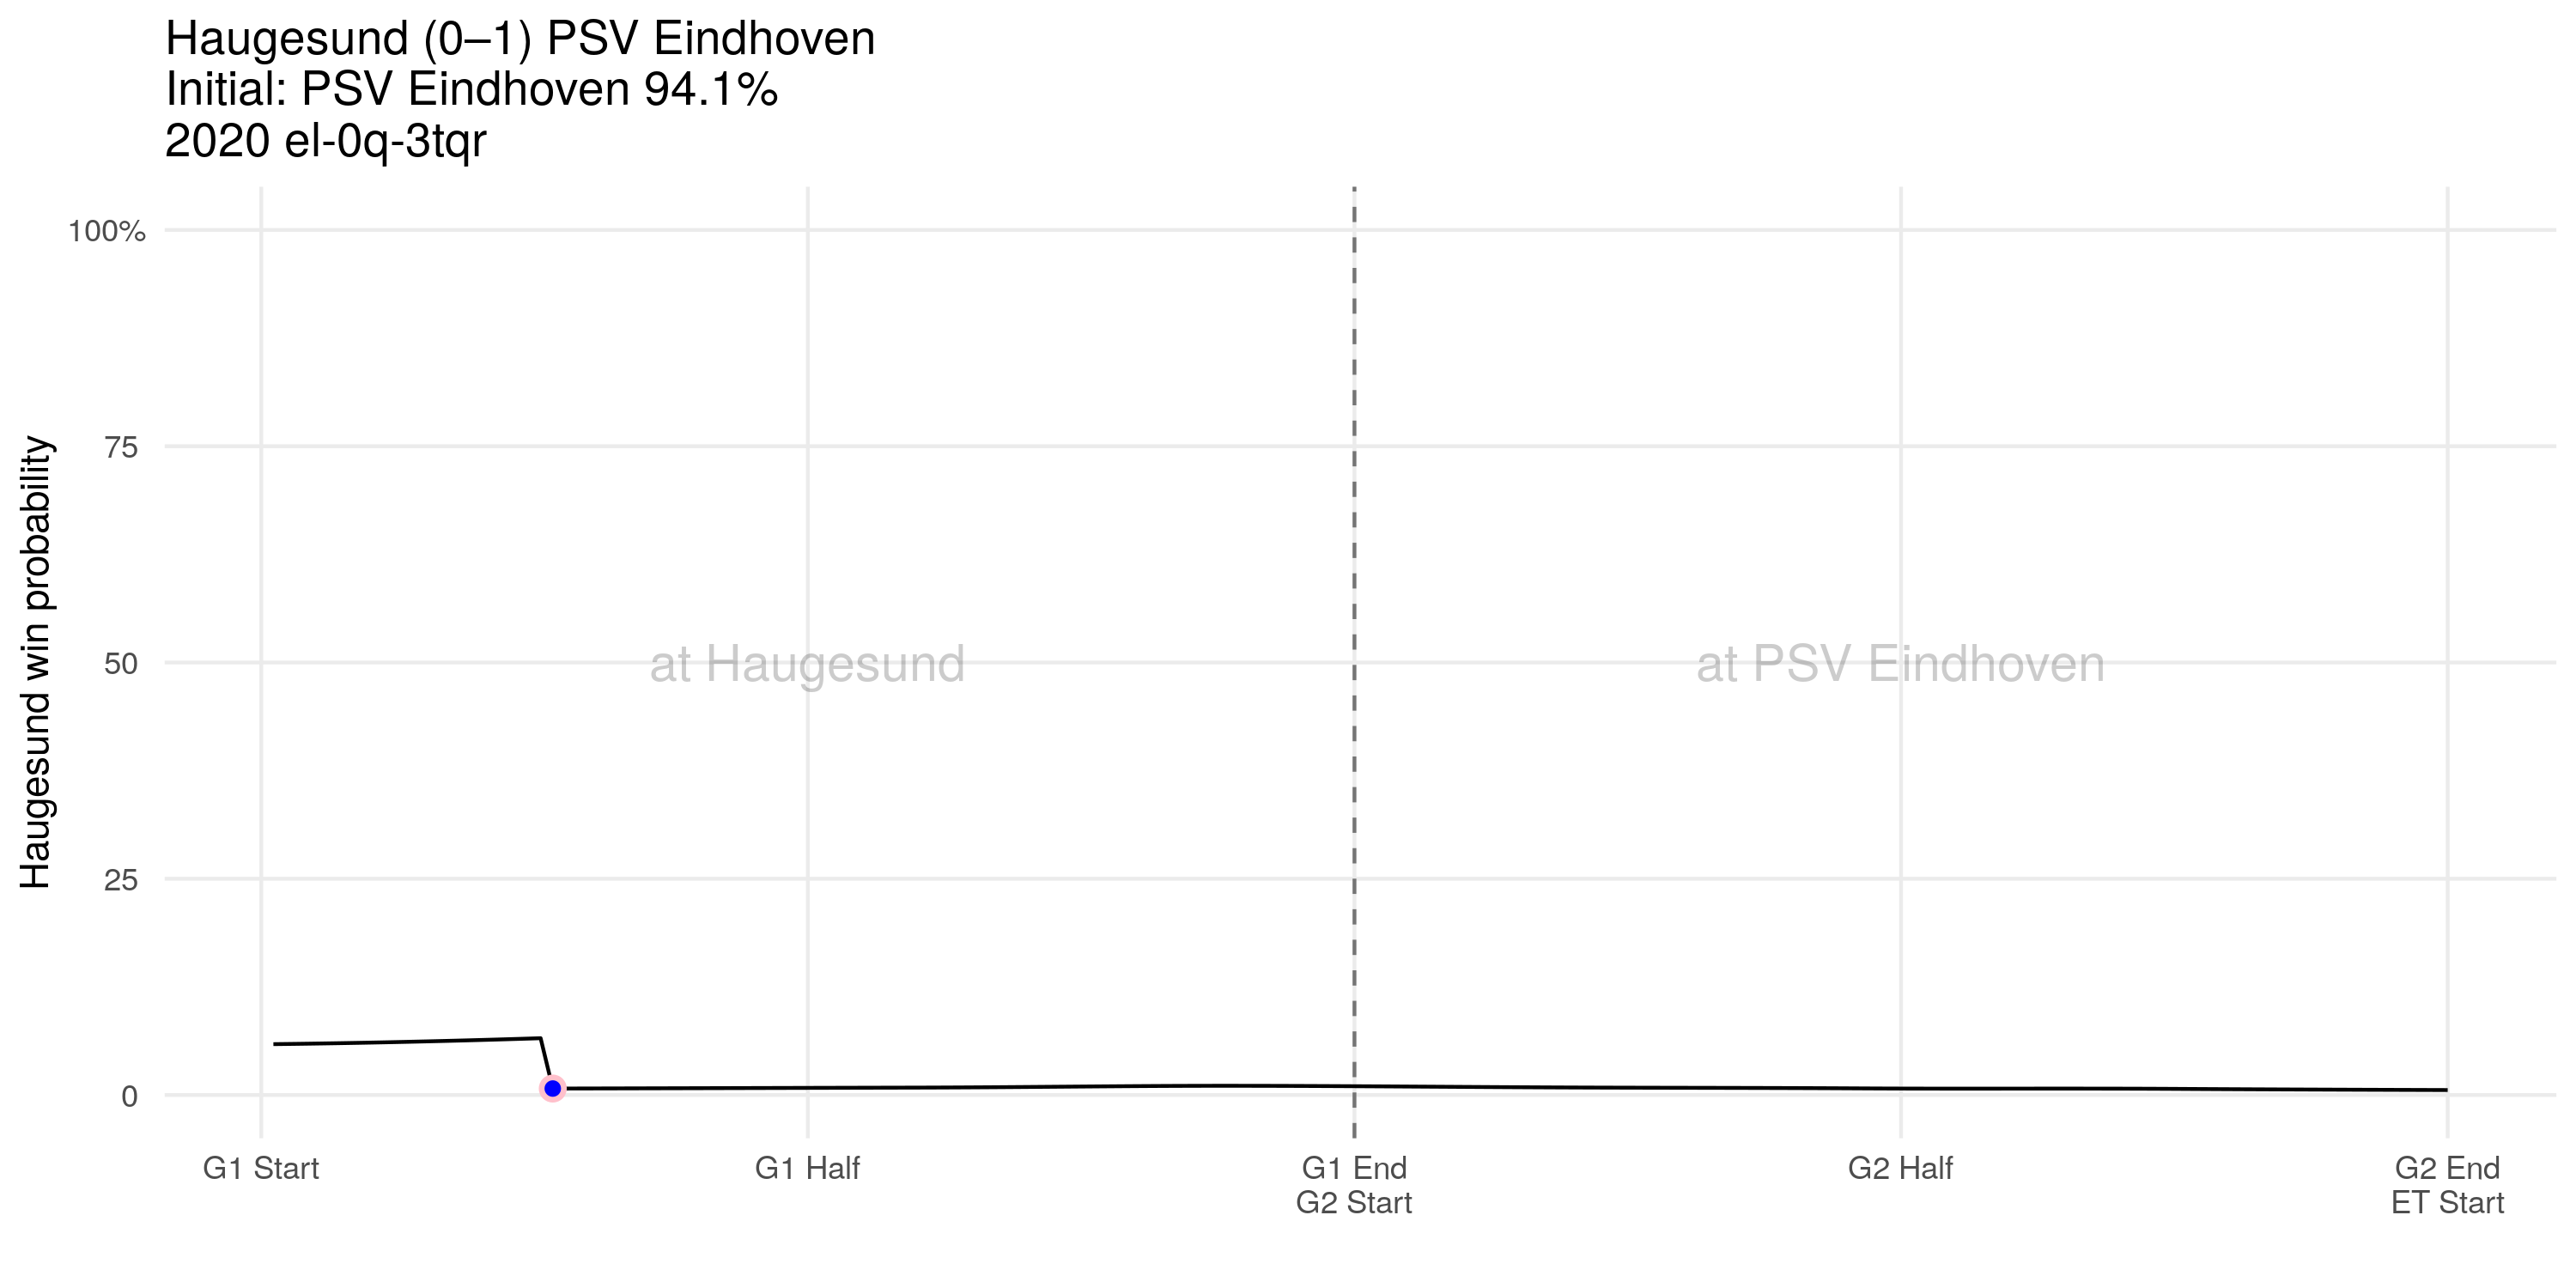 Haugesund (0–1) PSV Eindhoven
Initial: PSV Eindhoven 94.1%
2020 el-0q-3tqr
Haugesund win probability
100%
75
50
25
0
at Haugesund
at PSV Eindhoven
G1 Start
G1 Half
G1 End
G2 Start
G2 Half
G2 End
ET Start